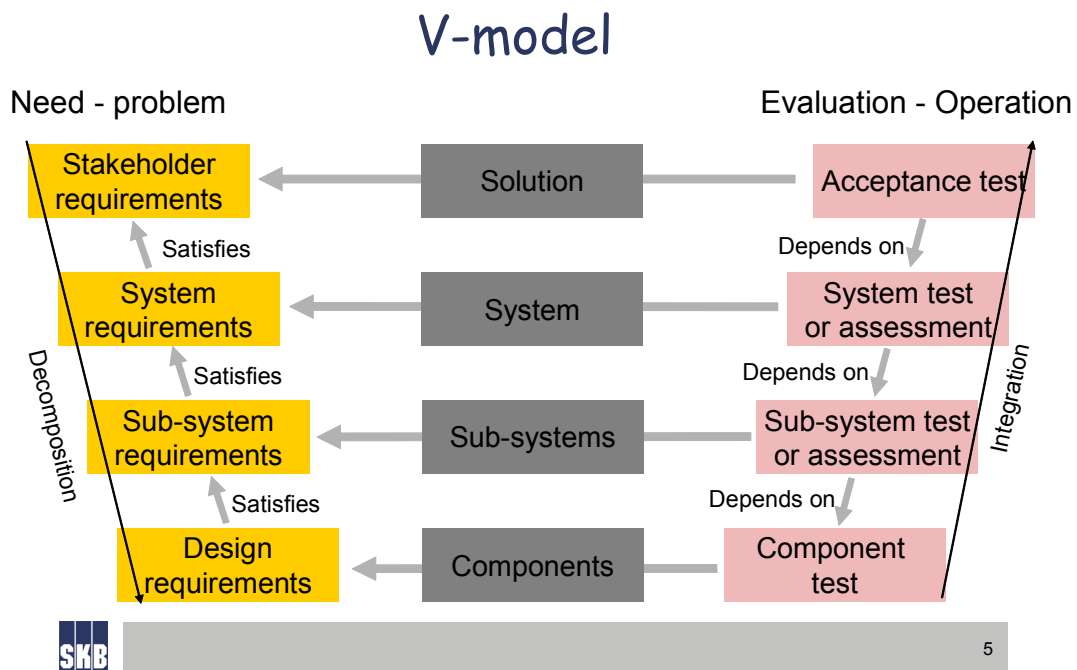 V-model
Need - problem
Evaluation - Operation
Stakeholder
requirements
Solution
Acceptance test
Satisfies
Depends on
System
requirements
System
System test
or assessment
Satisfies
Depends on
Decomposition
Integration
Sub-system
requirements
Sub-systems
Sub-system test
or assessment
Satisfies
Depends on
Design
requirements
Components
Component
test
SKB
5